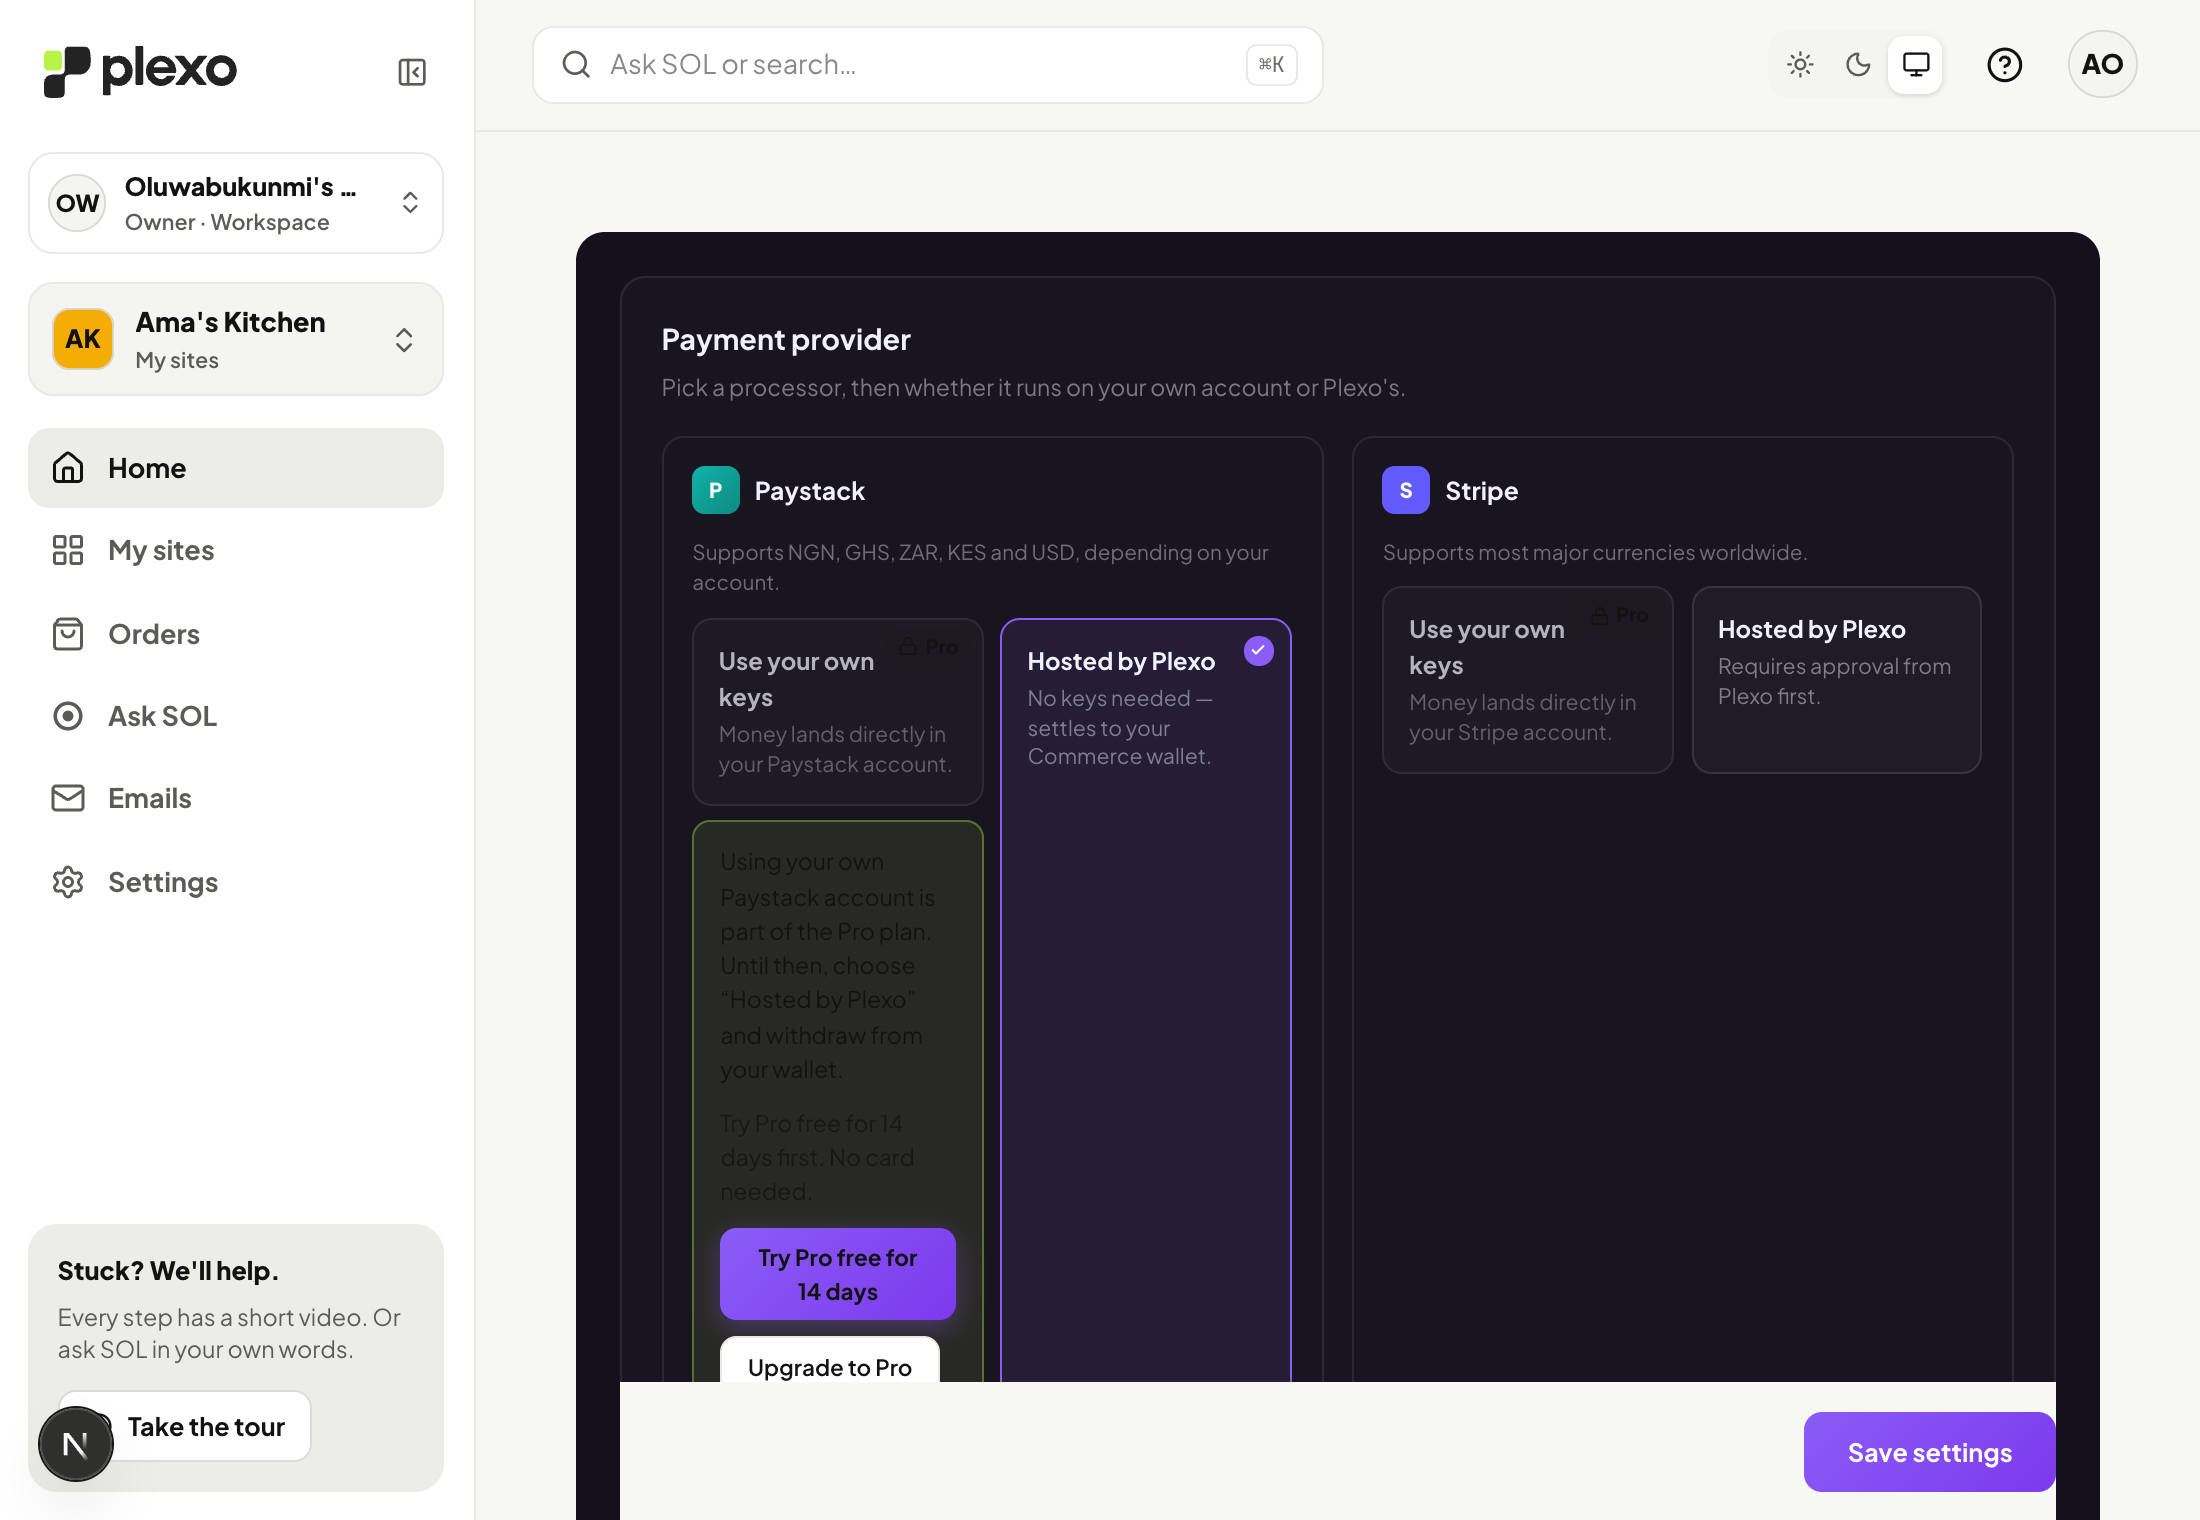 plexo
Ask SOL or search...
⌘K
AO
OW
Oluwabukunmi's ...
Owner · Workspace
AK
Ama's Kitchen
My sites
Home
My sites
Orders
Ask SOL
Emails
Settings
Stuck? We'll help.
Every step has a short video. Or
ask SOL in your own words.
Take the tour
N
Payment provider
Pick a processor, then whether it runs on your own account or Plexo's.
P
Paystack
Supports NGN, GHS, ZAR, KES and USD, depending on your
account.
Use your own
keys
Pro
Money lands directly in
your Paystack account.
Hosted by Plexo
No keys needed —
settles to your
Commerce wallet.
Using your own
Paystack account is
part of the Pro plan.
Until then, choose
“Hosted by Plexo”
and withdraw from
your wallet.
Try Pro free for 14
days first. No card
needed.
Try Pro free for
14 days
Upgrade to Pro
S
Stripe
Supports most major currencies worldwide.
Use your own
keys
Pro
Money lands directly in
your Stripe account.
Hosted by Plexo
Requires approval from
Plexo first.
Save settings